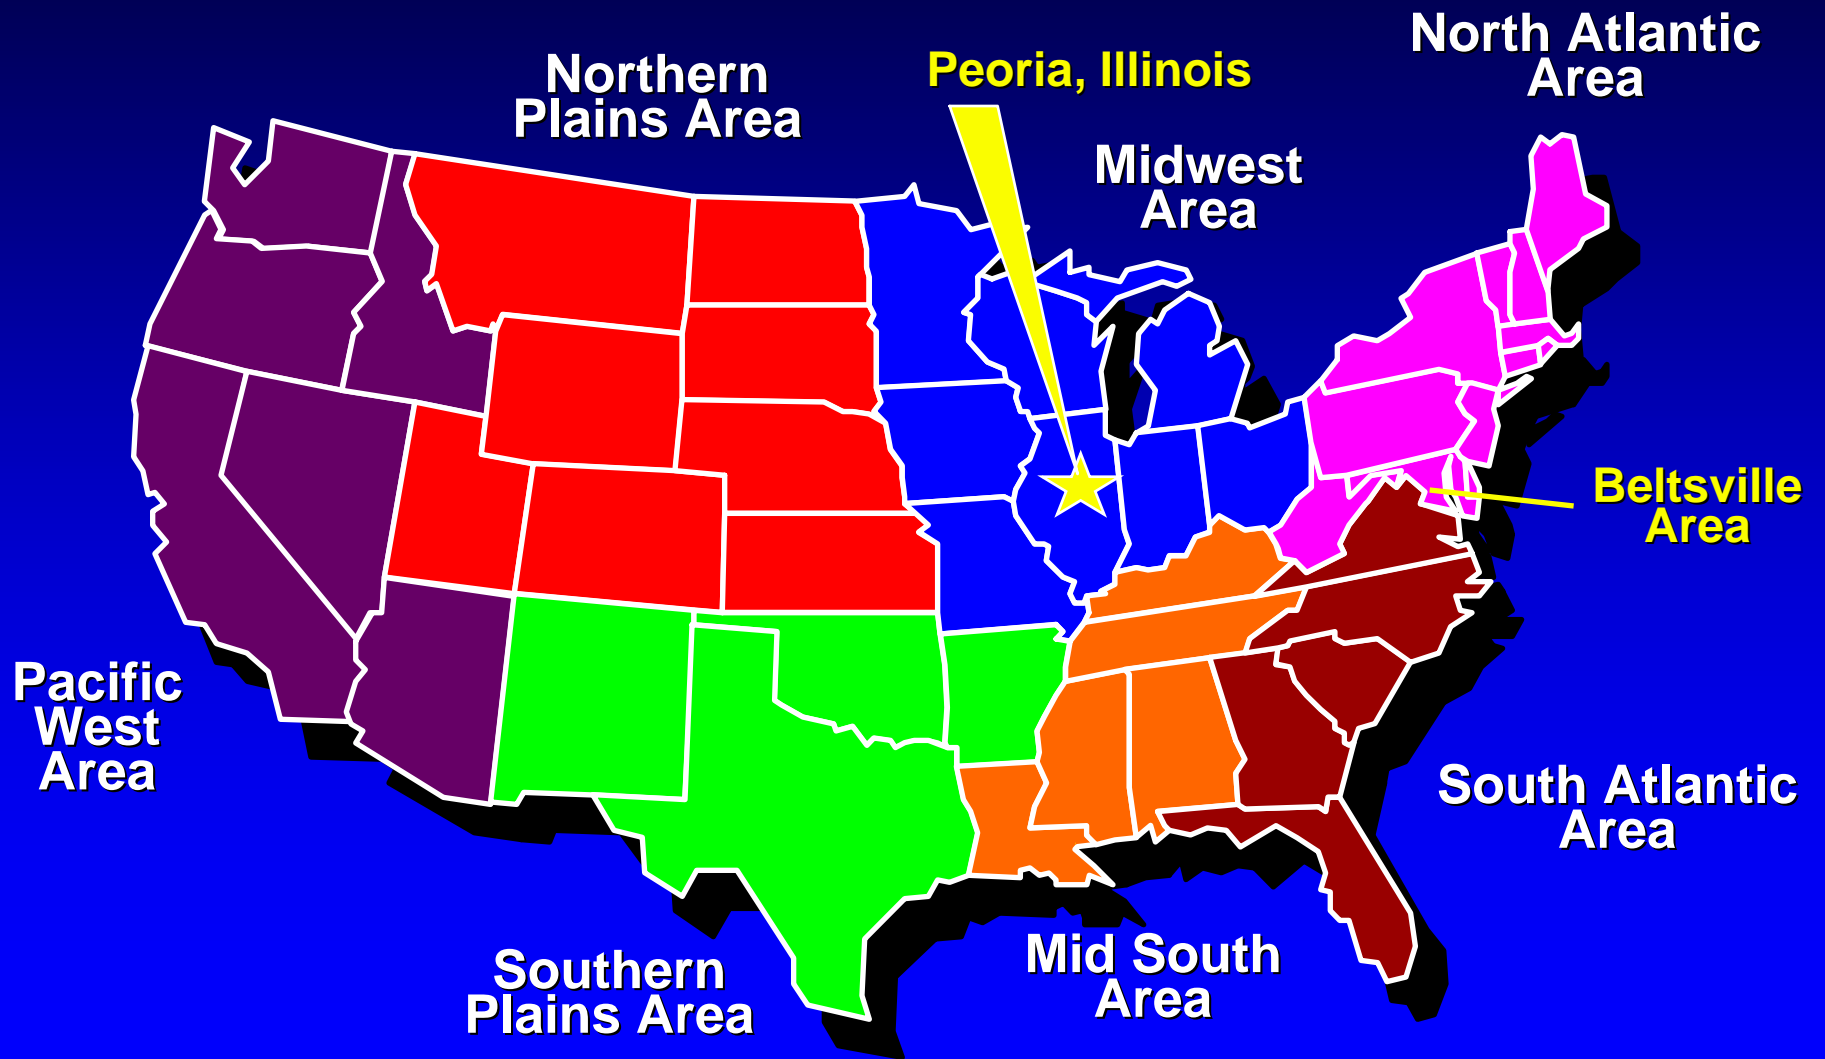 North Atlantic
Area
Northern
Plains Area
Peoria, Illinois
Midwest
Area
Beltsville
Area
Pacific
West
Area
South Atlantic
Area
Mid South
Area
Southern
Plains Area